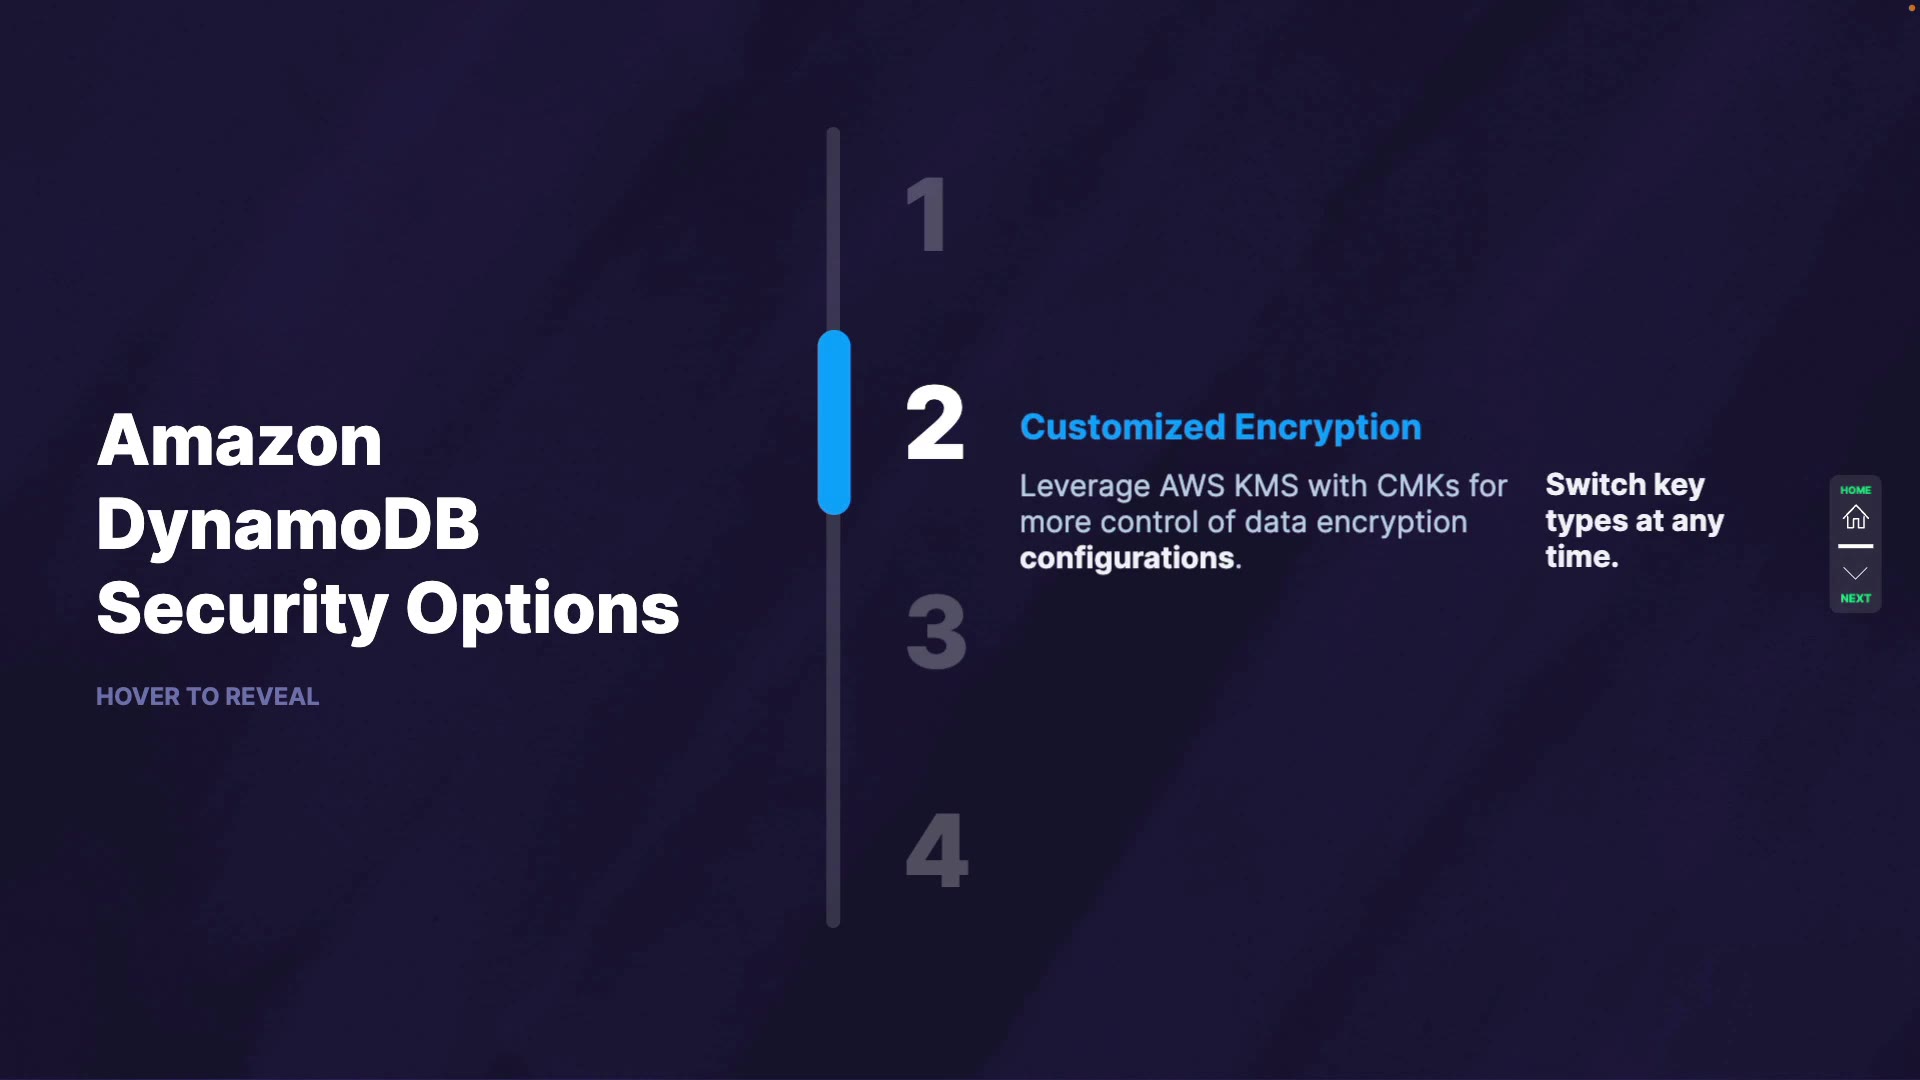 Amazon
DynamoDB
Security Options
HOVER TO REVEAL
1
2
Customized Encryption
Leverage AWS KMS with CMKs for
more control of data encryption
configurations.
Switch key
types at any
time.
3
4
HOME
NEXT